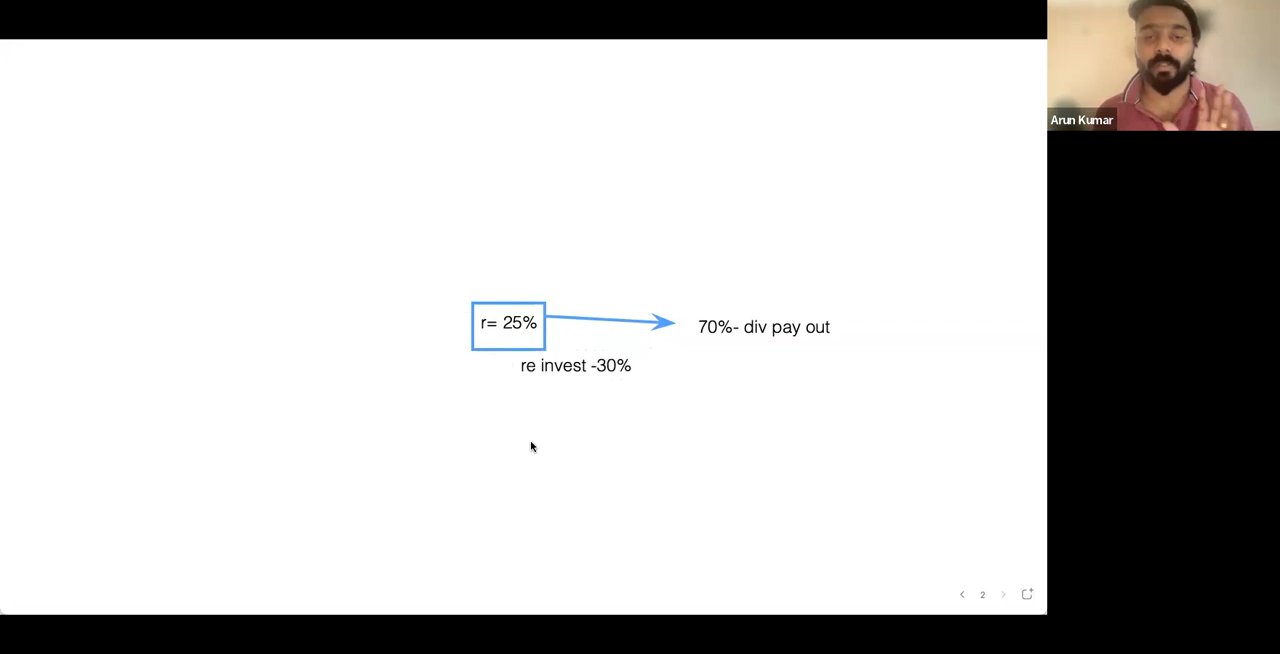 Arun Kumar
r= 25%
70%- div pay out
re invest -30%
2